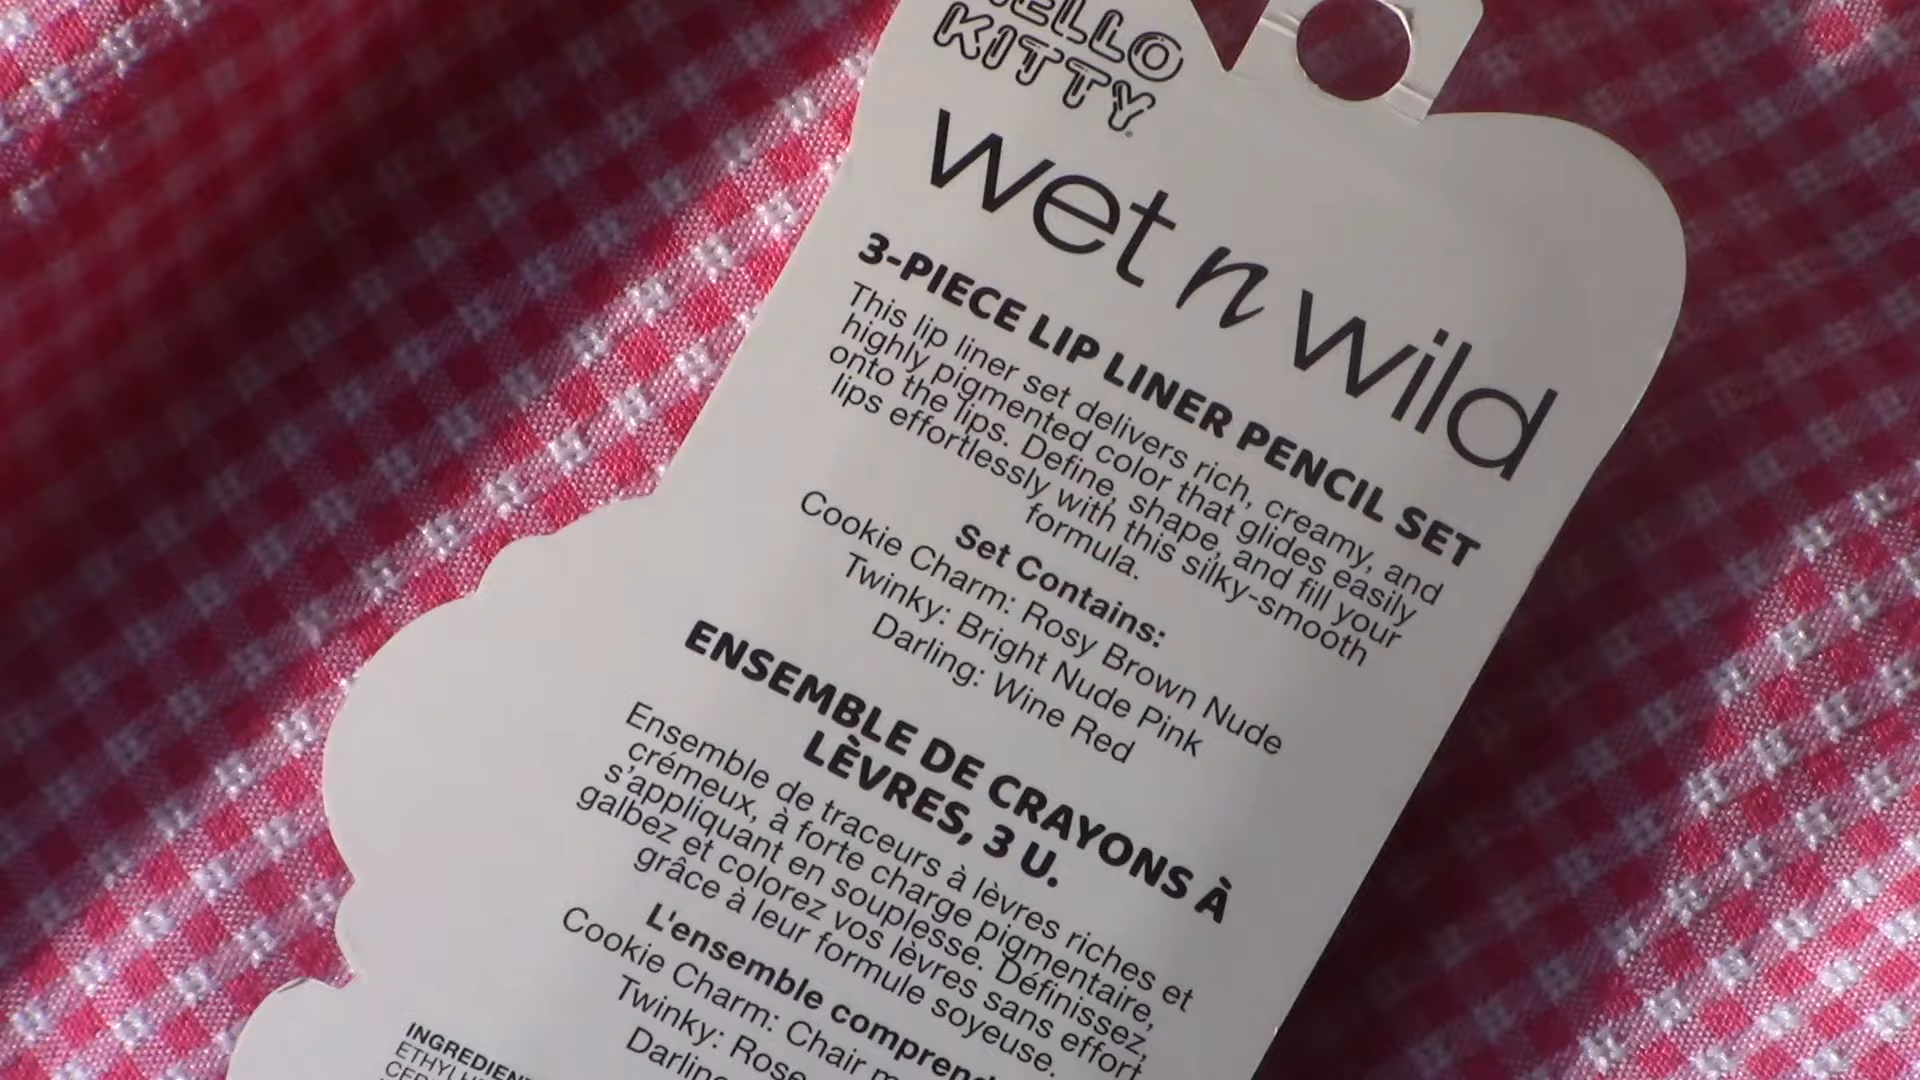 HELLO
KITTY
wet n wild
3-PIECE LIP LINER PENCIL SET
This lip liner set delivers rich, creamy, and
highly pigmented color that glides easily
onto the lips. Define, shape, and fill your
lips effortlessly with this silky-smooth
formula.
Set Contains:
Cookie Charm: Rosy Brown Nude
Twinky: Bright Nude Pink
Darling: Wine Red
ENSEMBLE DE CRAYONS À
LÈVRES, 3 U.
Ensemble de traceurs à lèvres riches et
crémeux, à forte charge pigmentaire,
s'appliquant en souplesse. Définissez,
galbez et colorez vos lèvres sans effort
grâce à leur formule soyeuse.
L'ensemble comprend
Cookie Charm: Chair
Twinky: Rose
Darling
INGREDIENT